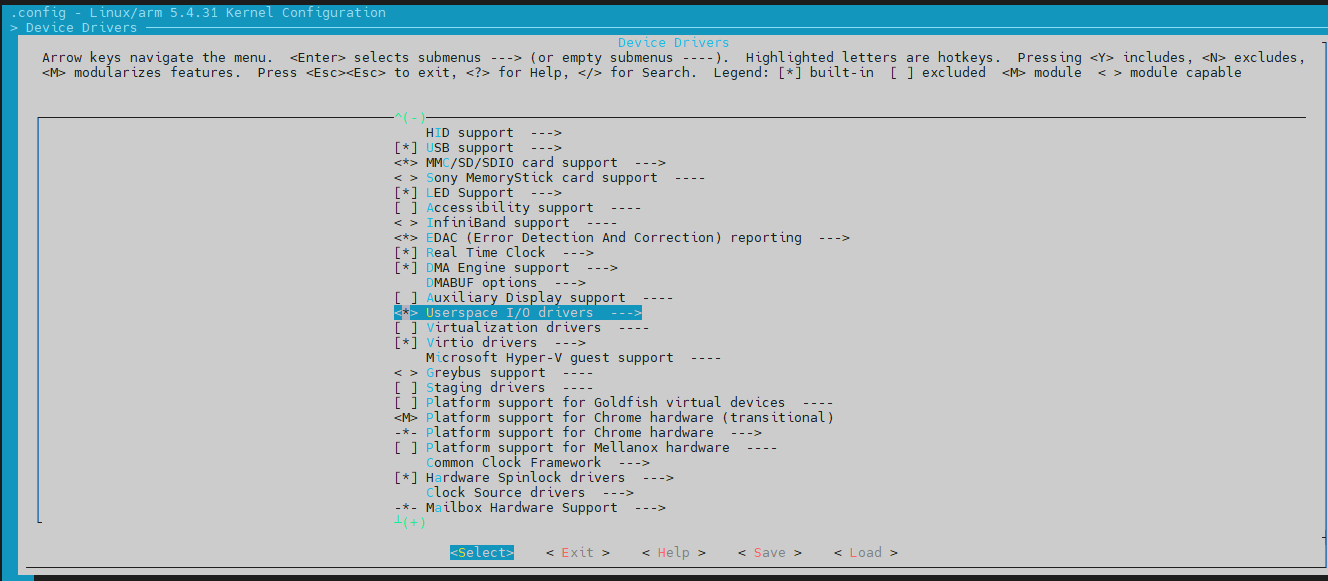 .config - Linux/arm 5.4.31 Kernel Configuration
> Device Drivers
Device Drivers
Arrow keys navigate the menu.  <Enter> selects submenus ---> (or empty submenus ----).  Highlighted letters are hotkeys.  Pressing <Y> includes, <N> excludes,
<M> modularizes features.  Press <Esc><Esc> to exit, <?> for Help, </> for Search.  Legend: [*] built-in  [ ] excluded  <M> module  < > module capable
^(-)
HID support  --->
[*] USB support  --->
<*> MMC/SD/SDIO card support  --->
< > Sony MemoryStick card support  ----
[*] LED Support  --->
[ ] Accessibility support  ----
< > InfiniBand support  ----
<*> EDAC (Error Detection And Correction) reporting  --->
[*] Real Time Clock  --->
[*] DMA Engine support  --->
DMABUF options  --->
[ ] Auxiliary Display support  ----
<*> Userspace I/O drivers  --->
[ ] Virtualization drivers  ----
[*] Virtio drivers  --->
Microsoft Hyper-V guest support  ----
< > Greybus support  ----
[ ] Staging drivers  ----
[ ] Platform support for Goldfish virtual devices  ----
<M> Platform support for Chrome hardware (transitional)
-*- Platform support for Chrome hardware  --->
[ ] Platform support for Mellanox hardware  ----
Common Clock Framework  --->
[*] Hardware Spinlock drivers  --->
Clock Source drivers  --->
-*- Mailbox Hardware Support  --->
┴(+)
<Select>    < Exit >    < Help >    < Save >    < Load >